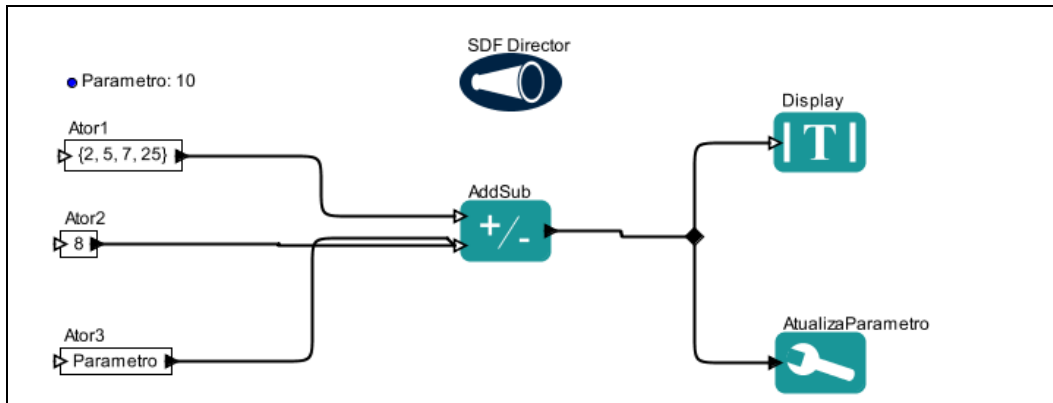 SDF Director
Parametro: 10
Display
Ator1
{2, 5, 7, 25}
T
AddSub
+/-
Ator2
8
Ator3
Parametro
AtualizaParametro